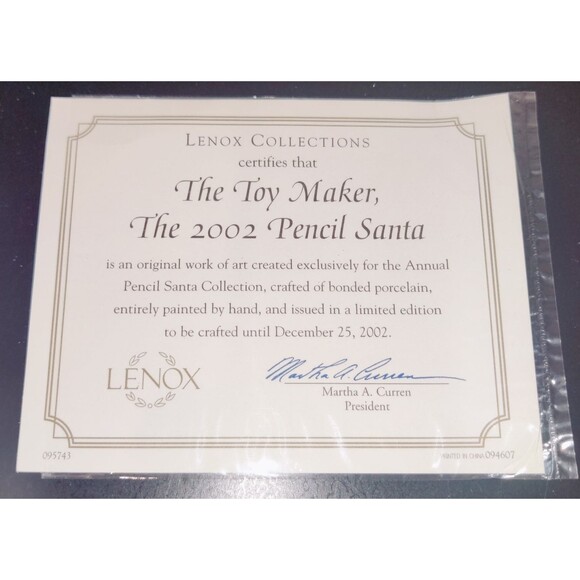 LENOX COLLECTIONS
certifies that
The Toy Maker,
The 2002 Pencil Santa
is an original work of art created exclusively for the Annual
Pencil Santa Collection, crafted of bonded porcelain,
entirely painted by hand, and issued in a limited edition
to be crafted until December 25, 2002.
LENOX
Martha A. Curren
Martha A. Curren
President
095743
PRINTED IN CHINA 094607